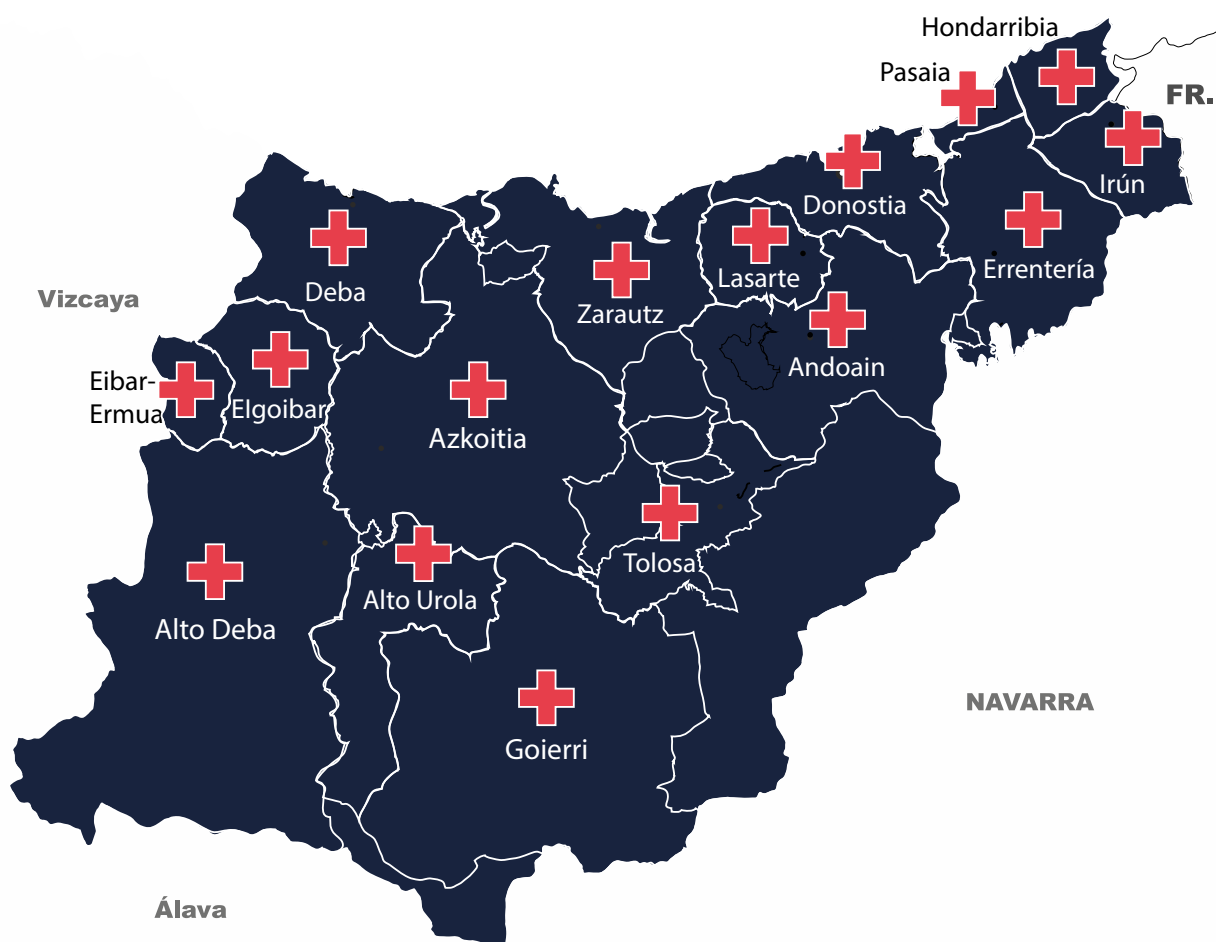 Hondarribia
Pasaia
FR.
Irún
Donostia
Errentería
Lasarte
Deba
Zarautz
Vizcaya
Andoain
Eibar-
Ermua
Elgoibar
Azkoitia
Tolosa
Alto Urola
Alto Deba
NAVARRA
Goierri
Álava